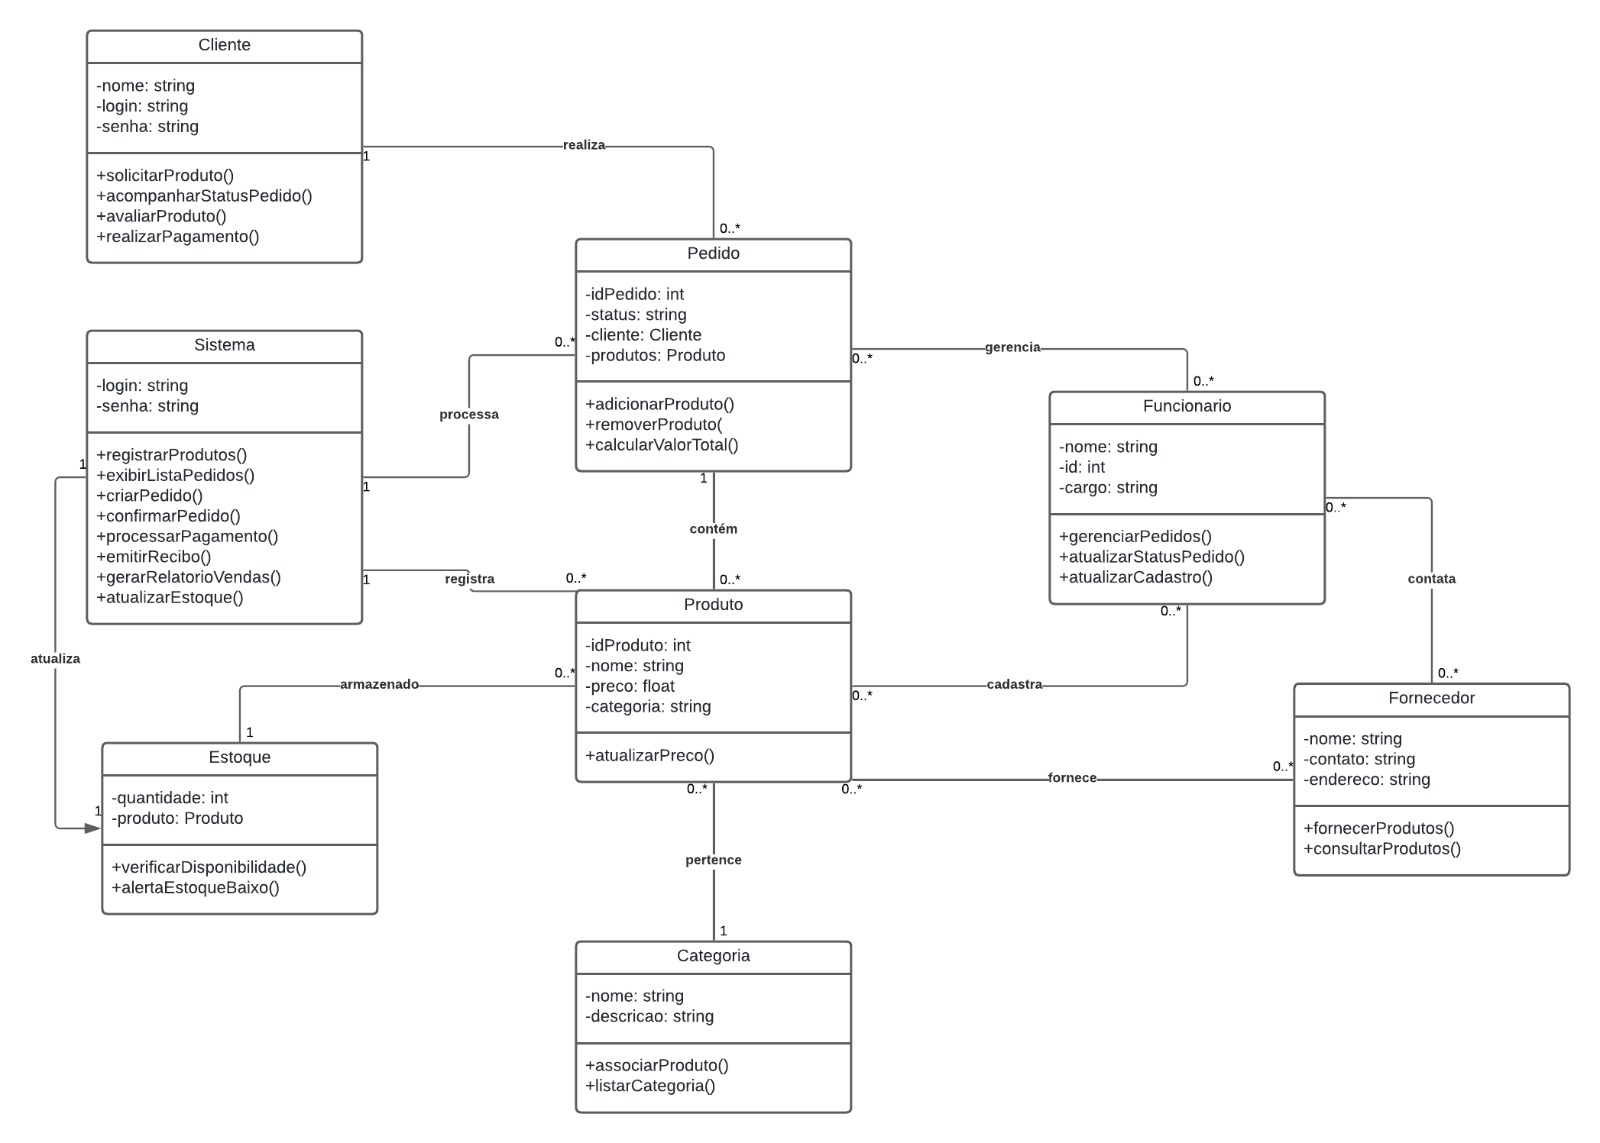 Cliente
-nome: string
-login: string
-senha: string
+solicitarProduto()
+acompanharStatusPedido()
+avaliarProduto()
+realizarPagamento()
1
realiza
0..*
Pedido
-idPedido: int
-status: string
-cliente: Cliente
-produtos: Produto
+adicionarProduto()
+removerProduto(
+calcularValorTotal()
Sistema
-login: string
-senha: string
+registrarProdutos()
+exibirListaPedidos()
+criarPedido()
+confirmarPedido()
+processarPagamento()
+emitirRecibo()
+gerarRelatorioVendas()
+atualizarEstoque()
0..*
processa
1
0..*
gerencia
0..*
Funcionario
-nome: string
-id: int
-cargo: string
+gerenciarPedidos()
+atualizarStatusPedido()
+atualizarCadastro()
1
contém
0..*
1
registra
0..*
Produto
-idProduto: int
-nome: string
-preco: float
-categoria: string
+atualizarPreco()
0..*
contata
0..*
0..*
cadastra
0..*
Fornecedor
-nome: string
-contato: string
-endereco: string
+fornecerProdutos()
+consultarProdutos()
1
atualiza
1
0..*
armazenado
1
Estoque
-quantidade: int
-produto: Produto
+verificarDisponibilidade()
+alertaEstoqueBaixo()
0..*
fornece
0..*
0..*
pertence
1
Categoria
-nome: string
-descricao: string
+associarProduto()
+listarCategoria()